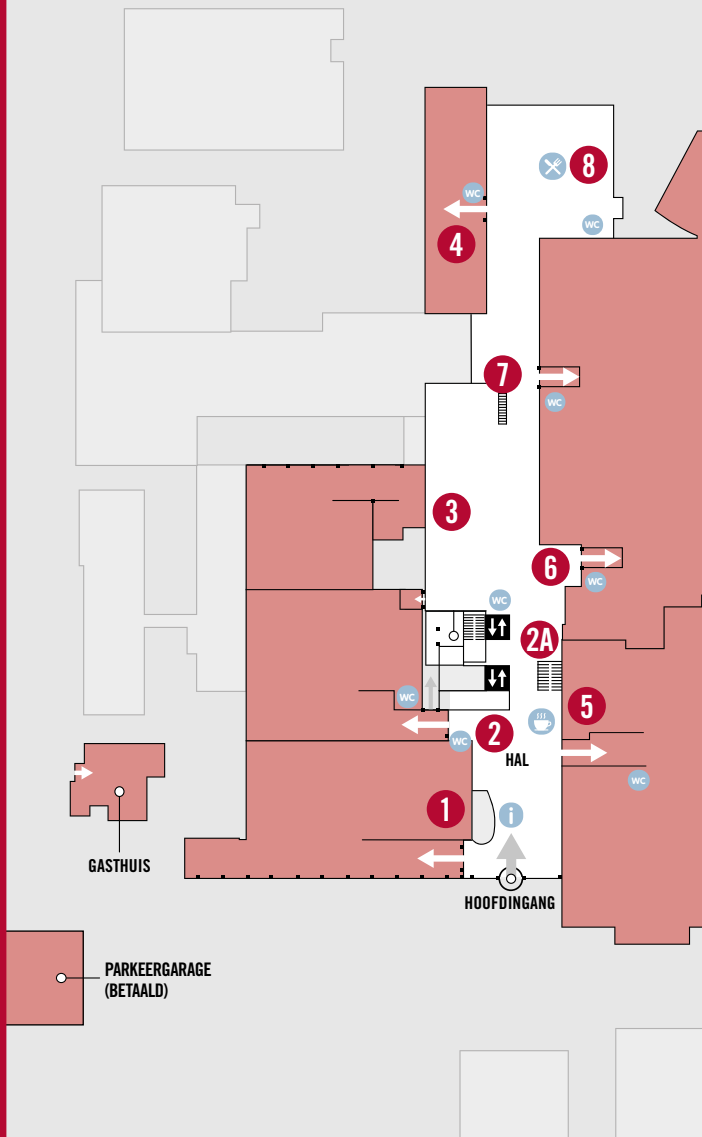 8
WC
WC
4
7
WC
3
6
WC
WC
2A
WC
5
2
WC
HAL
WC
1
i
GASTHUIS
HOOFDINGANG
PARKEERGARAGE
(BETAALD)